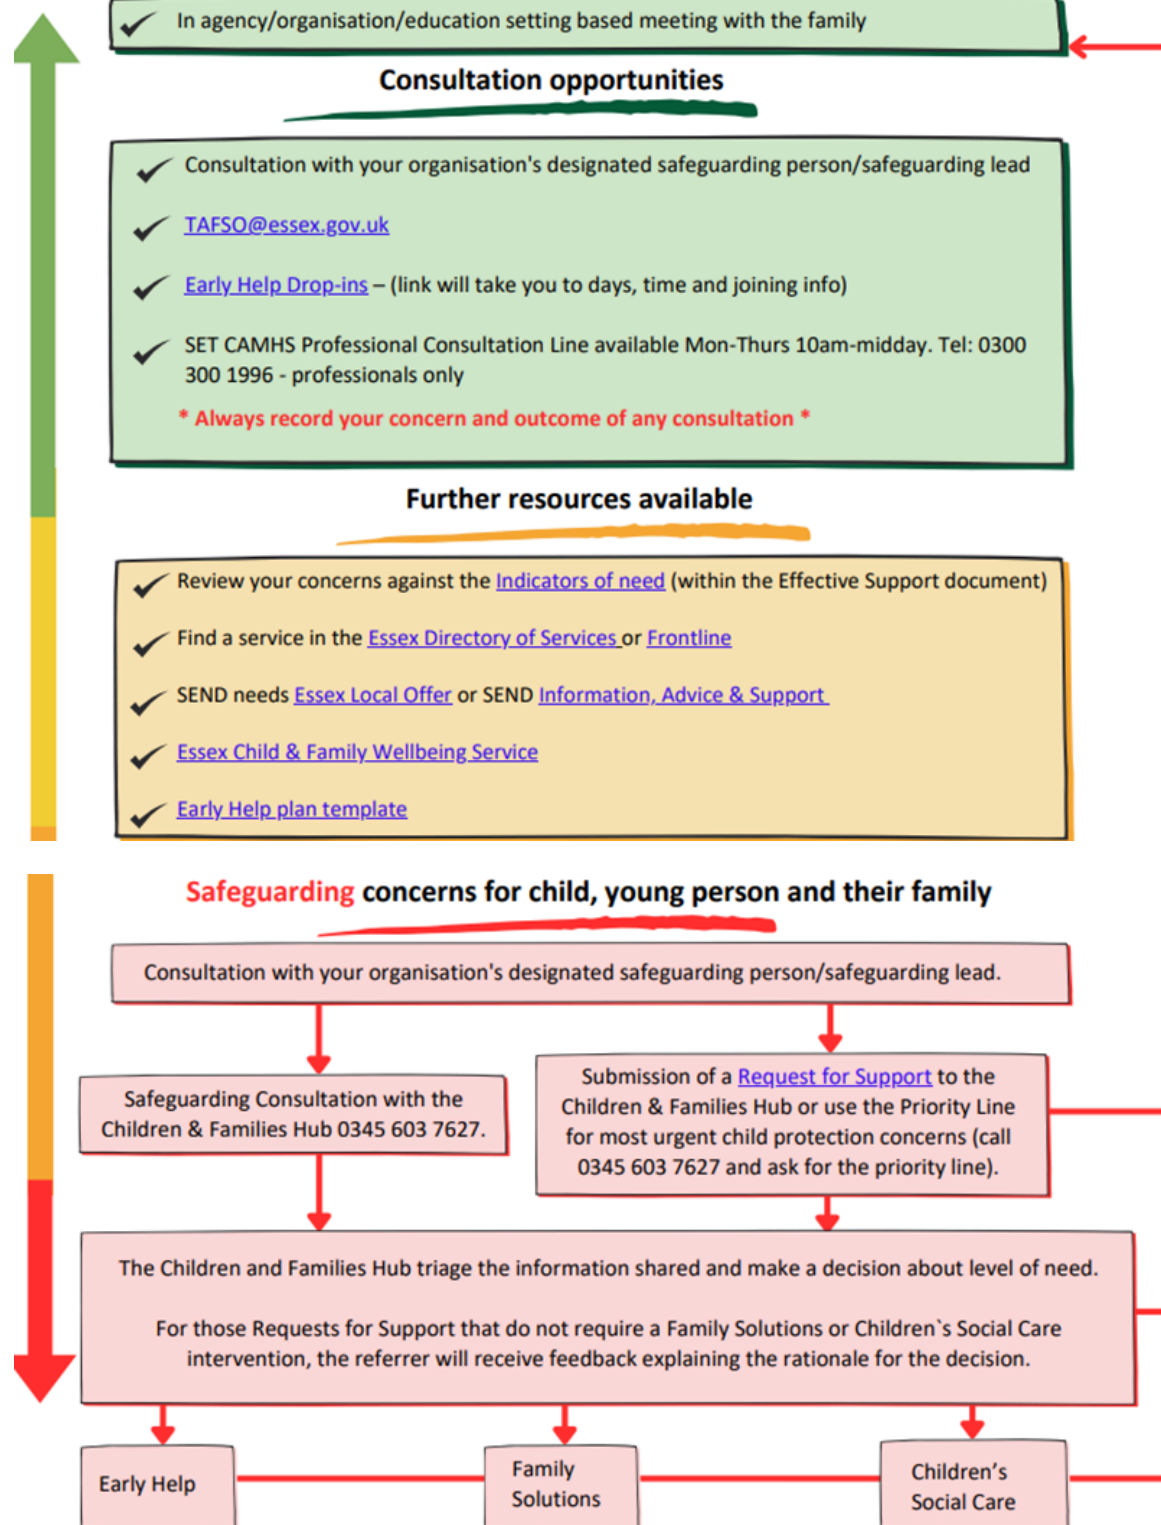 In agency/organisation/education setting based meeting with the family
Consultation opportunities
Consultation with your organisation's designated safeguarding person/safeguarding lead
TAFSO@essex.gov.uk
Early Help Drop-ins – (link will take you to days, time and joining info)
SET CAMHS Professional Consultation Line available Mon-Thurs 10am-midday. Tel: 0300
300 1996 - professionals only
* Always record your concern and outcome of any consultation *
Further resources available
Review your concerns against the Indicators of need (within the Effective Support document)
Find a service in the Essex Directory of Services or Frontline
SEND needs Essex Local Offer or SEND Information, Advice & Support
Essex Child & Family Wellbeing Service
Early Help plan template
Safeguarding concerns for child, young person and their family
Consultation with your organisation's designated safeguarding person/safeguarding lead.
Safeguarding Consultation with the
Children & Families Hub 0345 603 7627.
Submission of a Request for Support to the
Children & Families Hub or use the Priority Line
for most urgent child protection concerns (call
0345 603 7627 and ask for the priority line).
The Children and Families Hub triage the information shared and make a decision about level of need.
For those Requests for Support that do not require a Family Solutions or Children`s Social Care
intervention, the referrer will receive feedback explaining the rationale for the decision.
Early Help
Family
Solutions
Children’s
Social Care